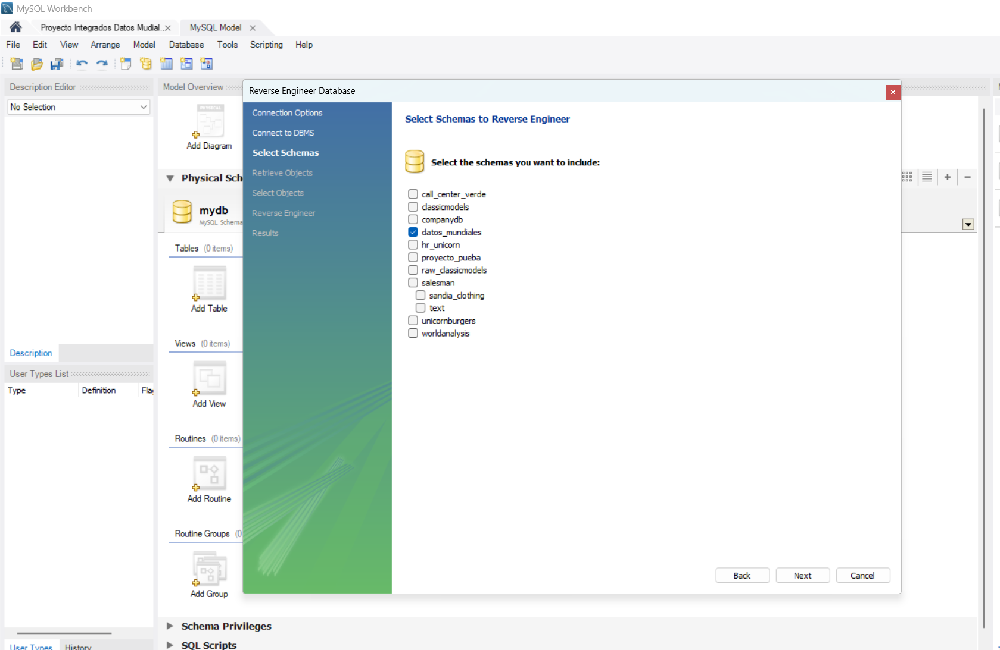 MySQL Workbench
Proyecto Integrados Datos Mudial..
MySQL Model
File Edit View Arrange Model Database Tools Scripting Help
Description Editor
No Selection
Description
User Types List
Type Definition
User Types History
Model Overview
Add Diagram
Physical Sch
mydb
MySQL Schema
Tables (0 items)
Add Table
Views (0 items)
Add View
Routines (0 items)
Add Routine
Routine Groups (0
Add Group
Schema Privileges
SQL Scripts
Reverse Engineer Database
Connection Options
Connect to DBMS
Select Schemas
Retrieve Objects
Select Objects
Reverse Engineer
Results
Select Schemas to Reverse Engineer
Select the schemas you want to include:
call_center_verde
classicmodels
companydb
datos_mundiales
hr_unicorn
proyecto_pueba
raw_classicmodels
salesman
sandia_clothing
text
unicornburgers
worldanalysis
Back Next Cancel